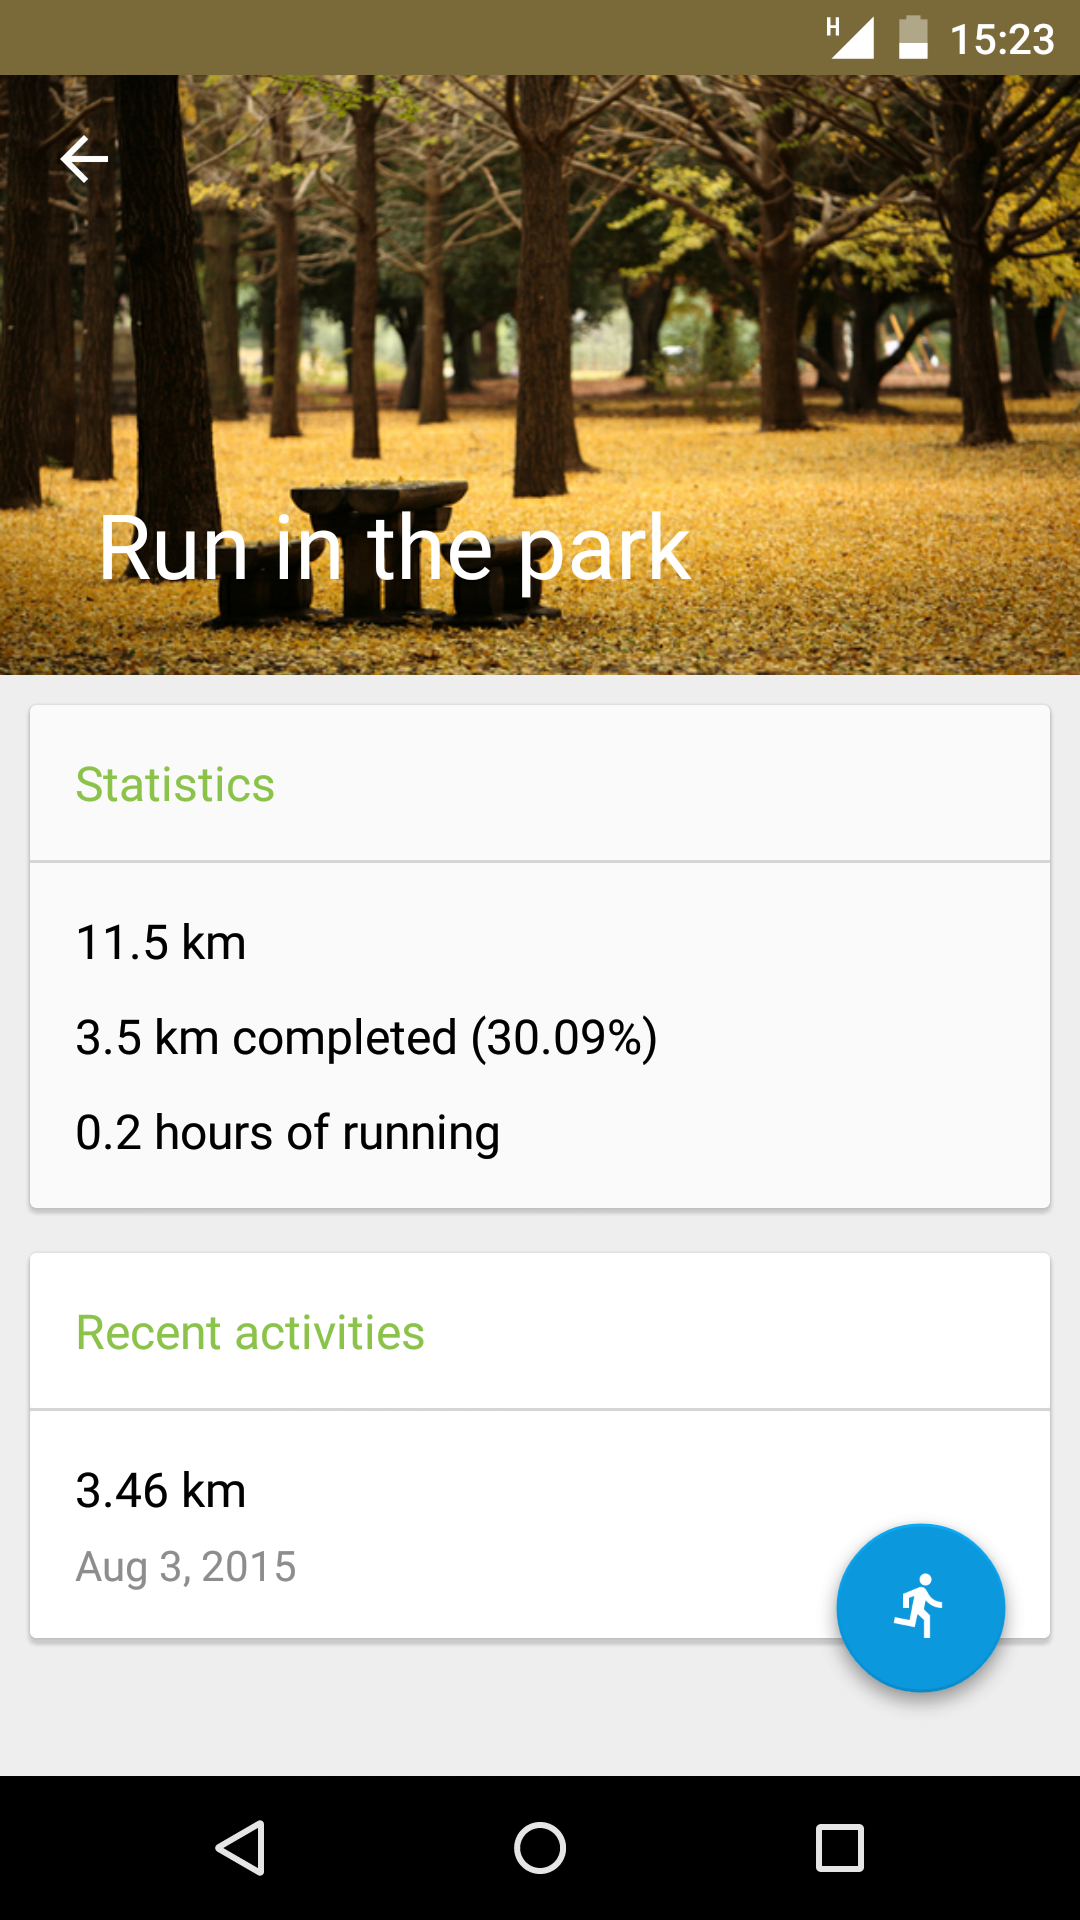 H 15:23
Run in the park
Statistics
11.5 km
3.5 km completed (30.09%)
0.2 hours of running
Recent activities
3.46 km
Aug 3, 2015